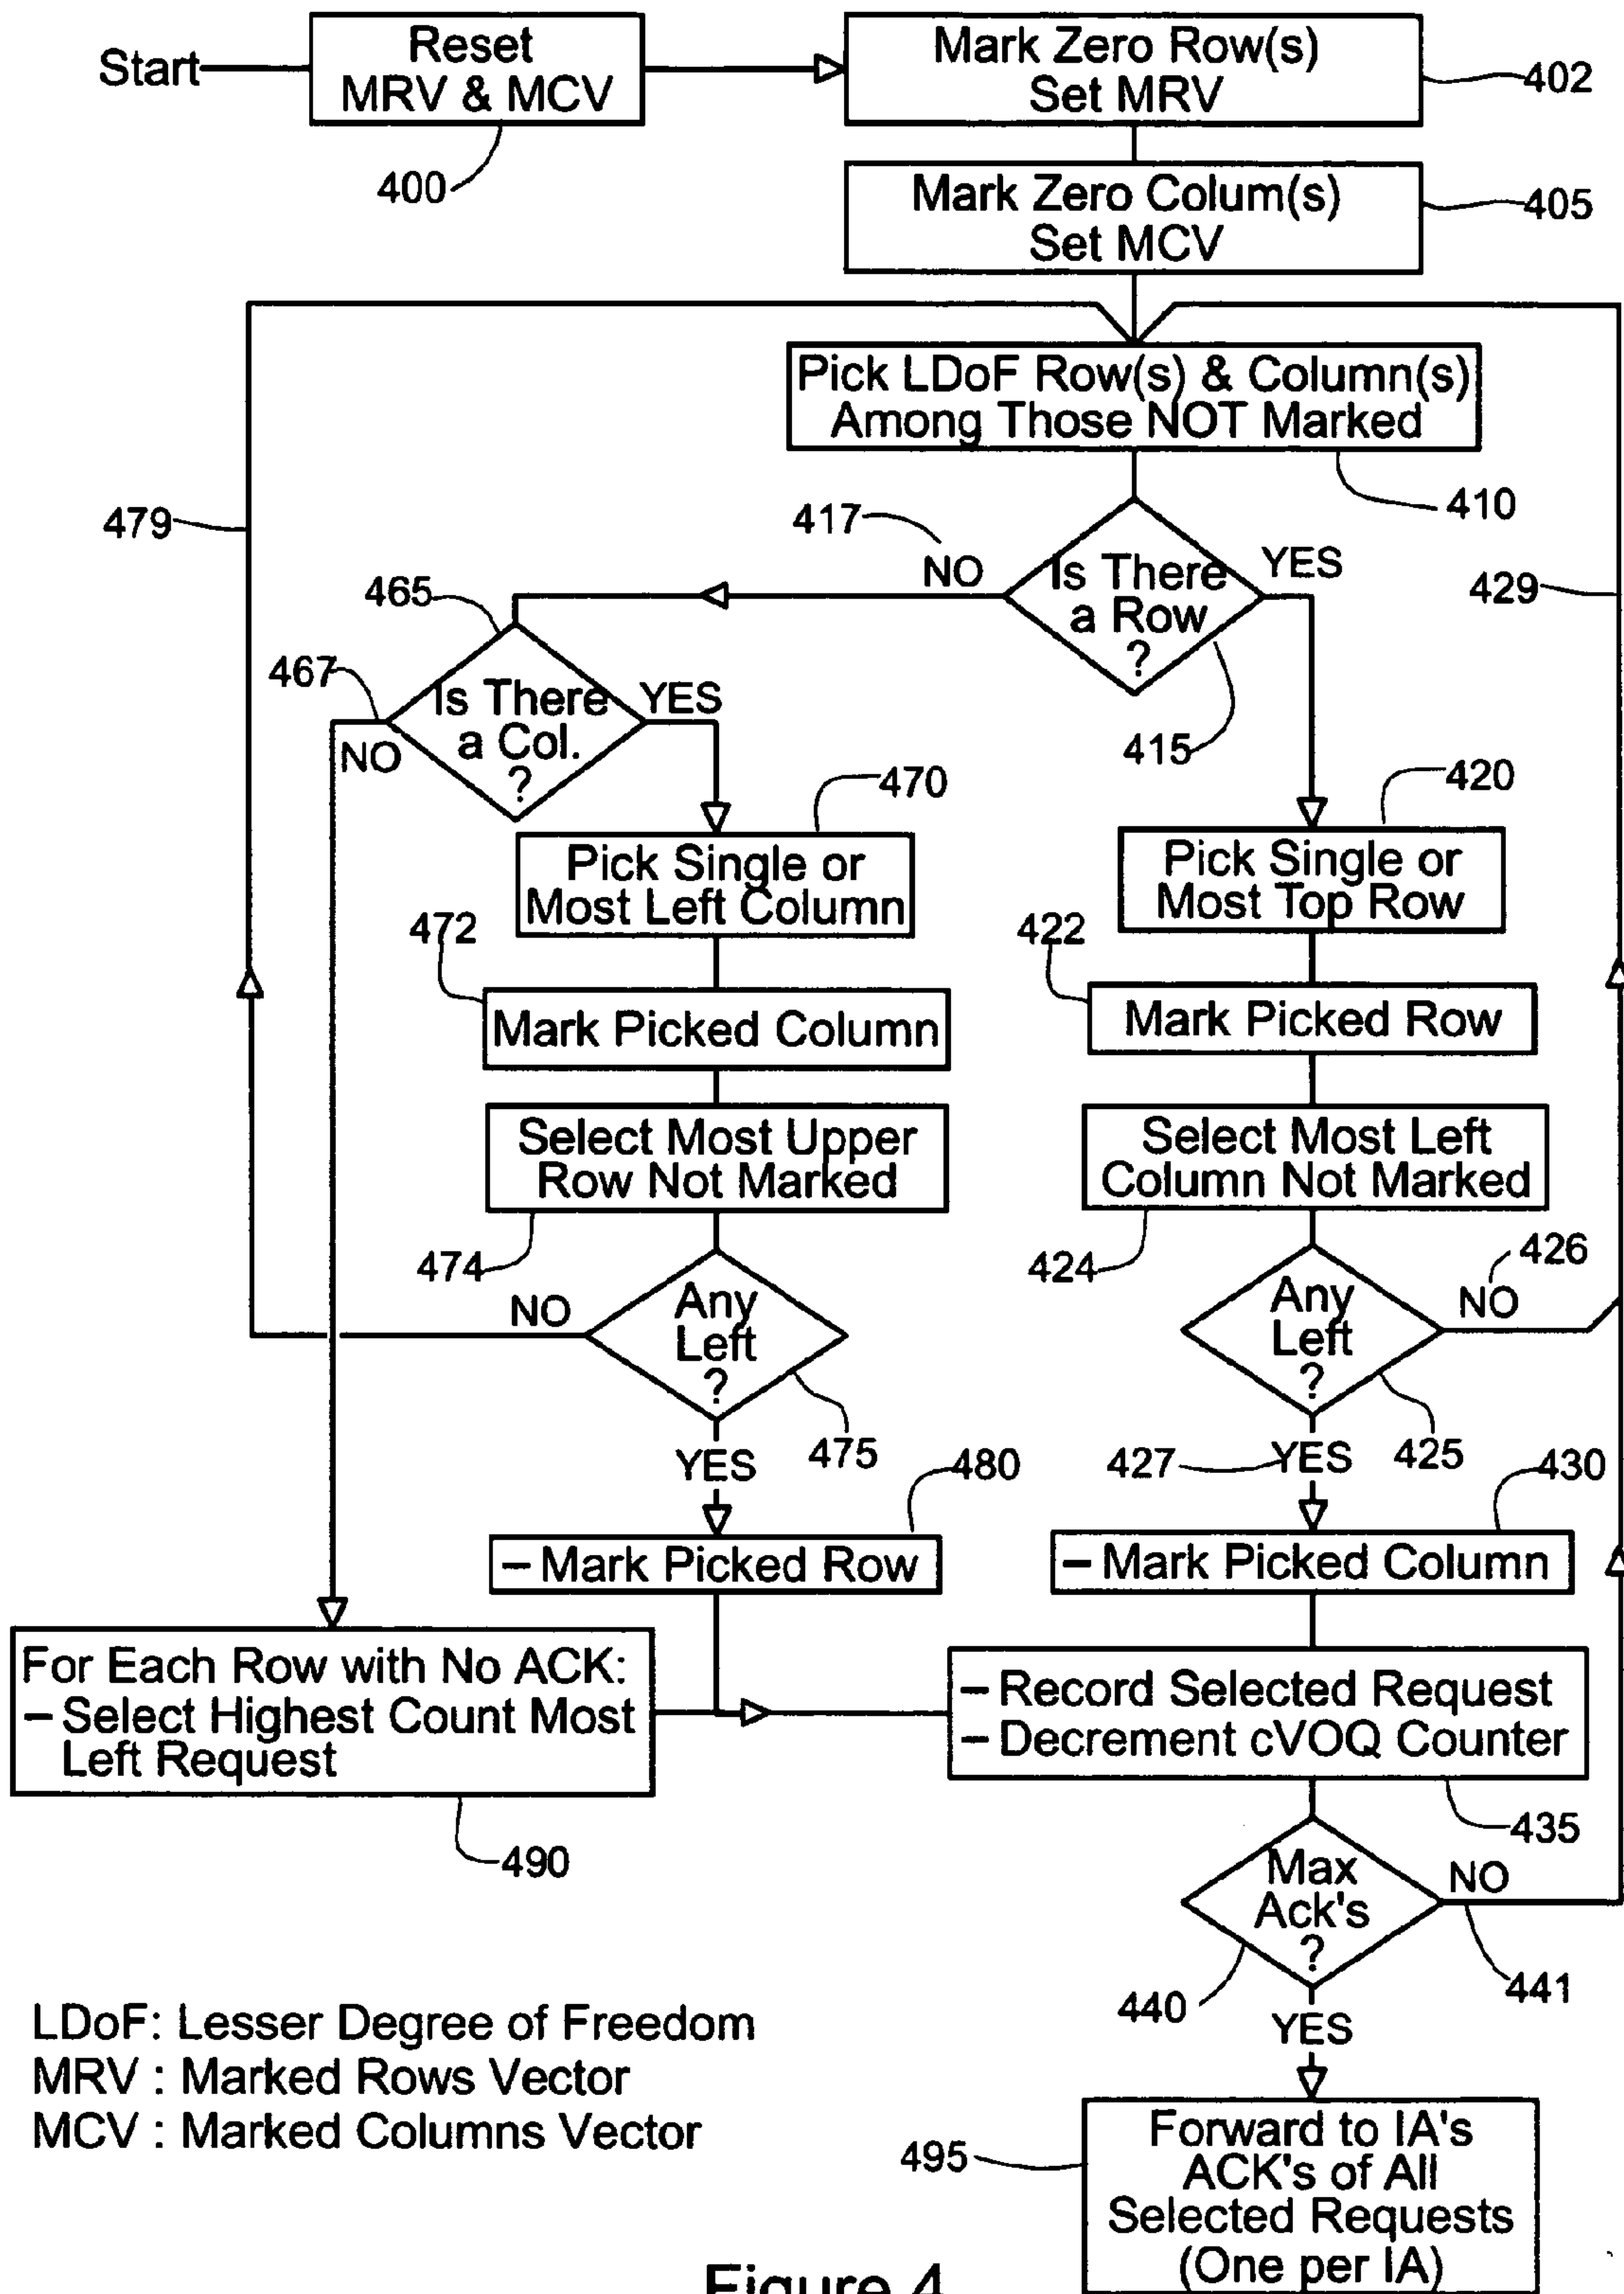 Start
Reset
MRV & MCV
400
Mark Zero Row(s)
Set MRV
402
Mark Zero Colum(s)
Set MCV
405
Pick LDoF Row(s) & Column(s)
Among Those NOT Marked
410
479
417
NO
Is There
a Row
?
YES
415
429
465
467
Is There
a Col.
?
YES
NO
470
Pick Single or
Most Left Column
420
Pick Single or
Most Top Row
472
Mark Picked Column
422
Mark Picked Row
Select Most Upper
Row Not Marked
474
Select Most Left
Column Not Marked
424
NO
Any
Left
?
475
YES
Any
Left
?
426
NO
425
427
YES
480
– Mark Picked Row
430
– Mark Picked Column
For Each Row with No ACK:
– Select Highest Count Most
Left Request
490
– Record Selected Request
– Decrement cVOQ Counter
435
Max
Ack's
?
NO
441
440
YES
LDoF: Lesser Degree of Freedom
MRV : Marked Rows Vector
MCV : Marked Columns Vector
495
Forward to IA's
ACK's of All
Selected Requests
(One per IA)
Figure 4